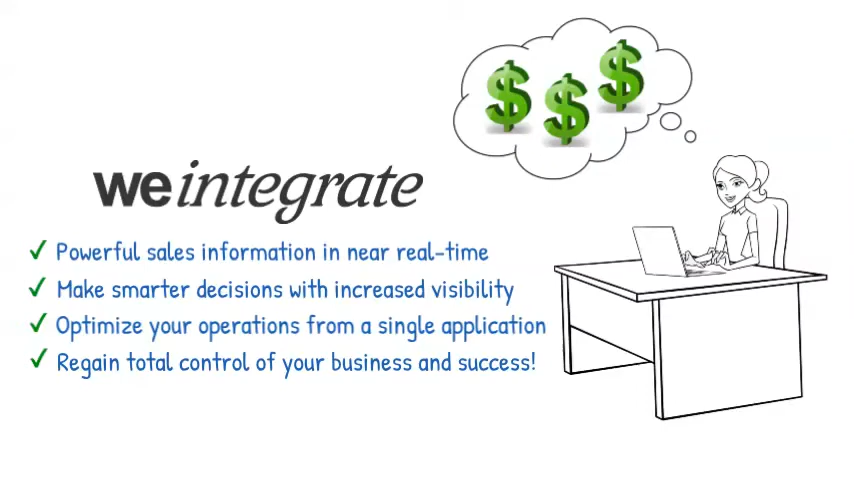 weintegrate
✓ Powerful sales information in near real-time
✓ Make smarter decisions with increased visibility
✓ Optimize your operations from a single application
✓ Regain total control of your business and success!
$ $ $